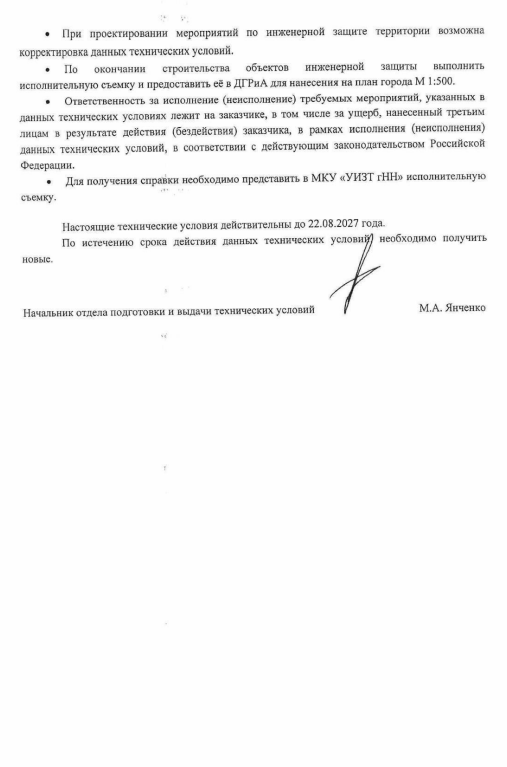 • При проектировании мероприятий по инженерной защите территории возможна
корректировка данных технических условий.
• По окончании строительства объектов инженерной защиты выполнить
исполнительную съемку и предоставить её в ДГРиА для нанесения на план города М 1:500.
• Ответственность за исполнение (неисполнение) требуемых мероприятий, указанных в
данных технических условиях лежит на заказчике, в том числе за ущерб, нанесенный третьим
лицам в результате действия (бездействия) заказчика, в рамках исполнения (неисполнения)
данных технических условий, в соответствии с действующим законодательством Российской
Федерации.
• Для получения справки необходимо представить в МКУ «УИЗТ гНН» исполнительную
съемку.
Настоящие технические условия действительны до 22.08.2027 года.
По истечению срока действия данных технических условий необходимо получить
новые.
Начальник отдела подготовки и выдачи технических условий М.А. Янченко